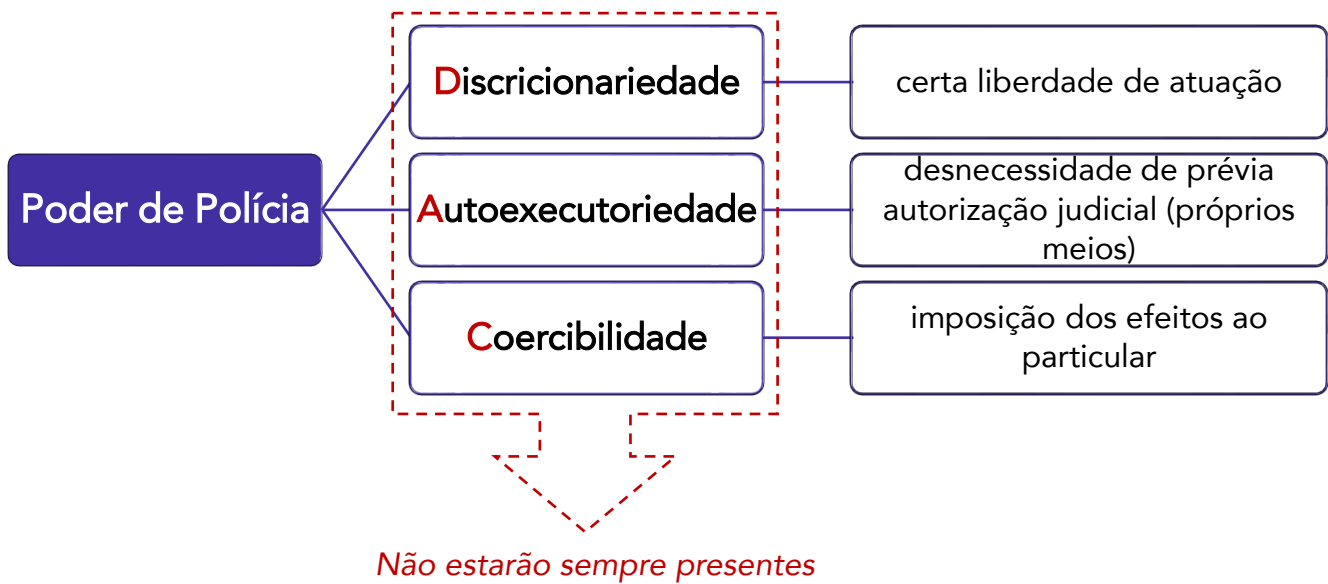 Poder de Polícia
Discricionariedade
certa liberdade de atuação
Autoexecutoriedade
desnecessidade de prévia
autorização judicial (próprios
meios)
Coercibilidade
imposição dos efeitos ao
particular
Não estarão sempre presentes